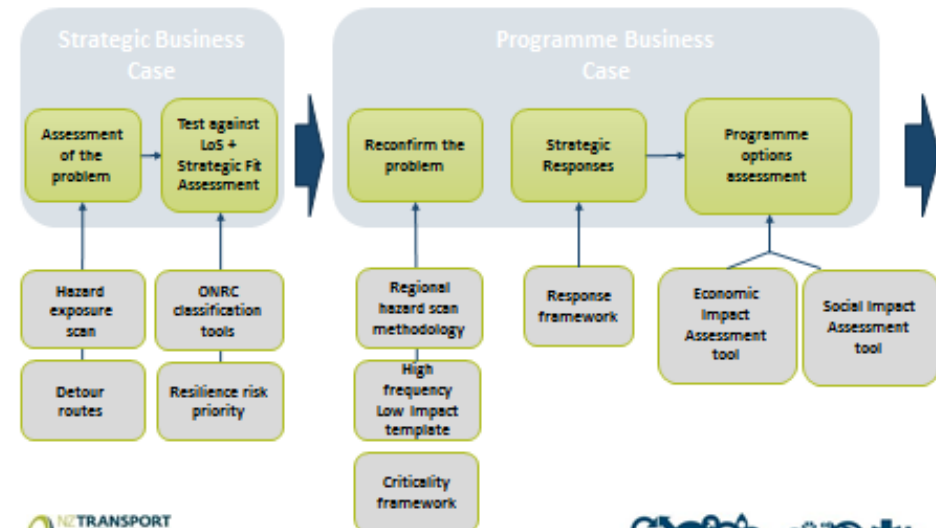 Strategic Business
Case
Programme Business
Case
Assessment
of the
problem
Test against
LoS +
Strategic Fit
Assessment
Reconfirm the
problem
Strategic
Responses
Programme
options
assessment
Hazard
exposure
scan
ONRC
classification
tools
Regional
hazard scan
methodology
Response
framework
Economic
Impact
Assessment
tool
Social Impact
Assessment
tool
Detour
routes
Resilience risk
priority
High
frequency
Low Impact
template
Criticality
framework
NZTRANSPORT